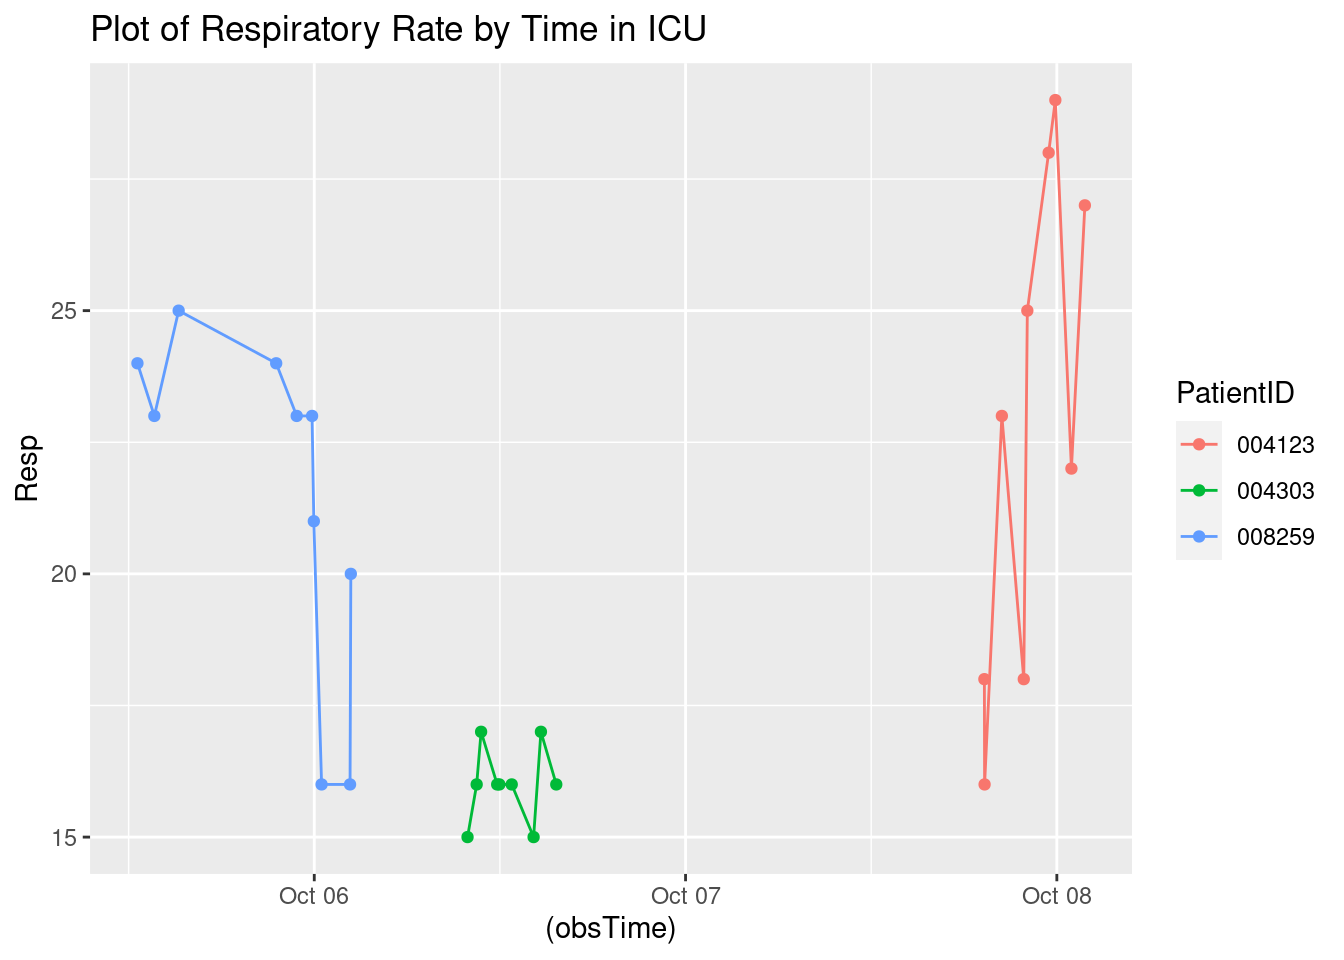 Plot of Respiratory Rate by Time in ICU
Resp
25
20
15
Oct 06
Oct 07
Oct 08
(obsTime)
PatientID
004123
004303
008259